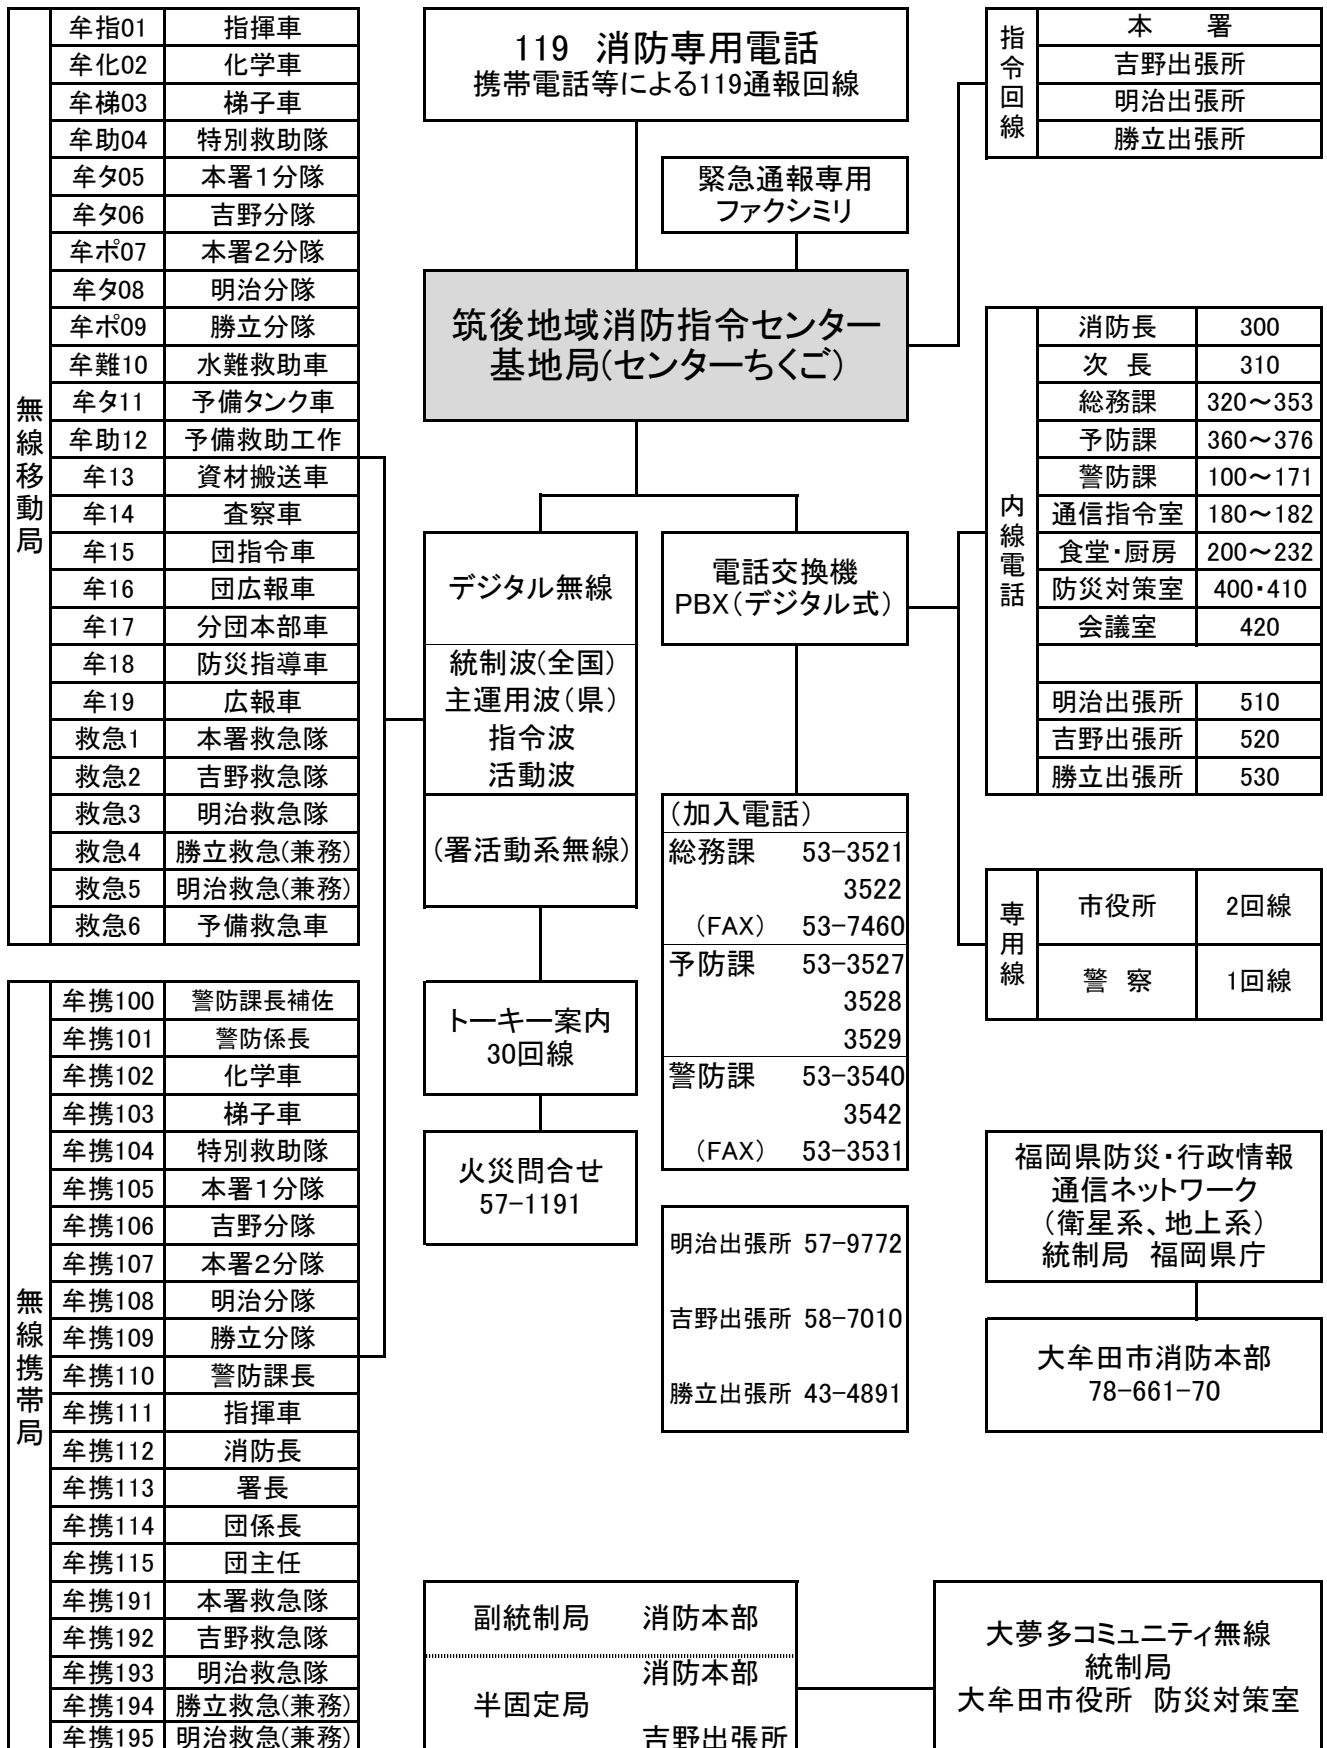 無線移動局
牟指01 指揮車
牟化02 化学車
牟梯03 梯子車
牟助04 特別救助隊
牟タ05 本署1分隊
牟タ06 吉野分隊
牟ポ07 本署2分隊
牟タ08 明治分隊
牟ポ09 勝立分隊
牟難10 水難救助車
牟タ11 予備タンク車
牟助12 予備救助工作
牟13 資材搬送車
牟14 査察車
牟15 団指令車
牟16 団広報車
牟17 分団本部車
牟18 防災指導車
牟19 広報車
救急1 本署救急隊
救急2 吉野救急隊
救急3 明治救急隊
救急4 勝立救急(兼務)
救急5 明治救急(兼務)
救急6 予備救急車
無線携帯局
牟携100 警防課長補佐
牟携101 警防係長
牟携102 化学車
牟携103 梯子車
牟携104 特別救助隊
牟携105 本署1分隊
牟携106 吉野分隊
牟携107 本署2分隊
牟携108 明治分隊
牟携109 勝立分隊
牟携110 警防課長
牟携111 指揮車
牟携112 消防長
牟携113 署長
牟携114 団係長
牟携115 団主任
牟携191 本署救急隊
牟携192 吉野救急隊
牟携193 明治救急隊
牟携194 勝立救急(兼務)
牟携195 明治救急(兼務)
119 消防専用電話
携帯電話等による119通報回線
緊急通報専用
ファクシミリ
筑後地域消防指令センター
基地局(センターちくご)
デジタル無線
統制波(全国)
主運用波(県)
指令波
活動波
(署活動系無線)
トーキー案内
30回線
火災問合せ
57-1191
電話交換機
PBX(デジタル式)
(加入電話)
総務課 53-3521
3522
(FAX) 53-7460
予防課 53-3527
3528
3529
警防課 53-3540
3542
(FAX) 53-3531
明治出張所 57-9772
吉野出張所 58-7010
勝立出張所 43-4891
指令回線
本 署
吉野出張所
明治出張所
勝立出張所
内線電話
消防長 300
次 長 310
総務課 320～353
予防課 360～376
警防課 100～171
通信指令室 180～182
食堂・厨房 200～232
防災対策室 400・410
会議室 420
明治出張所 510
吉野出張所 520
勝立出張所 530
専用線
市役所 2回線
警 察 1回線
福岡県防災・行政情報
通信ネットワーク
(衛星系、地上系)
統制局 福岡県庁
大牟田市消防本部
78-661-70
副統制局 消防本部
消防本部
半固定局
吉野出張所
大夢多コミュニティ無線
統制局
大牟田市役所 防災対策室